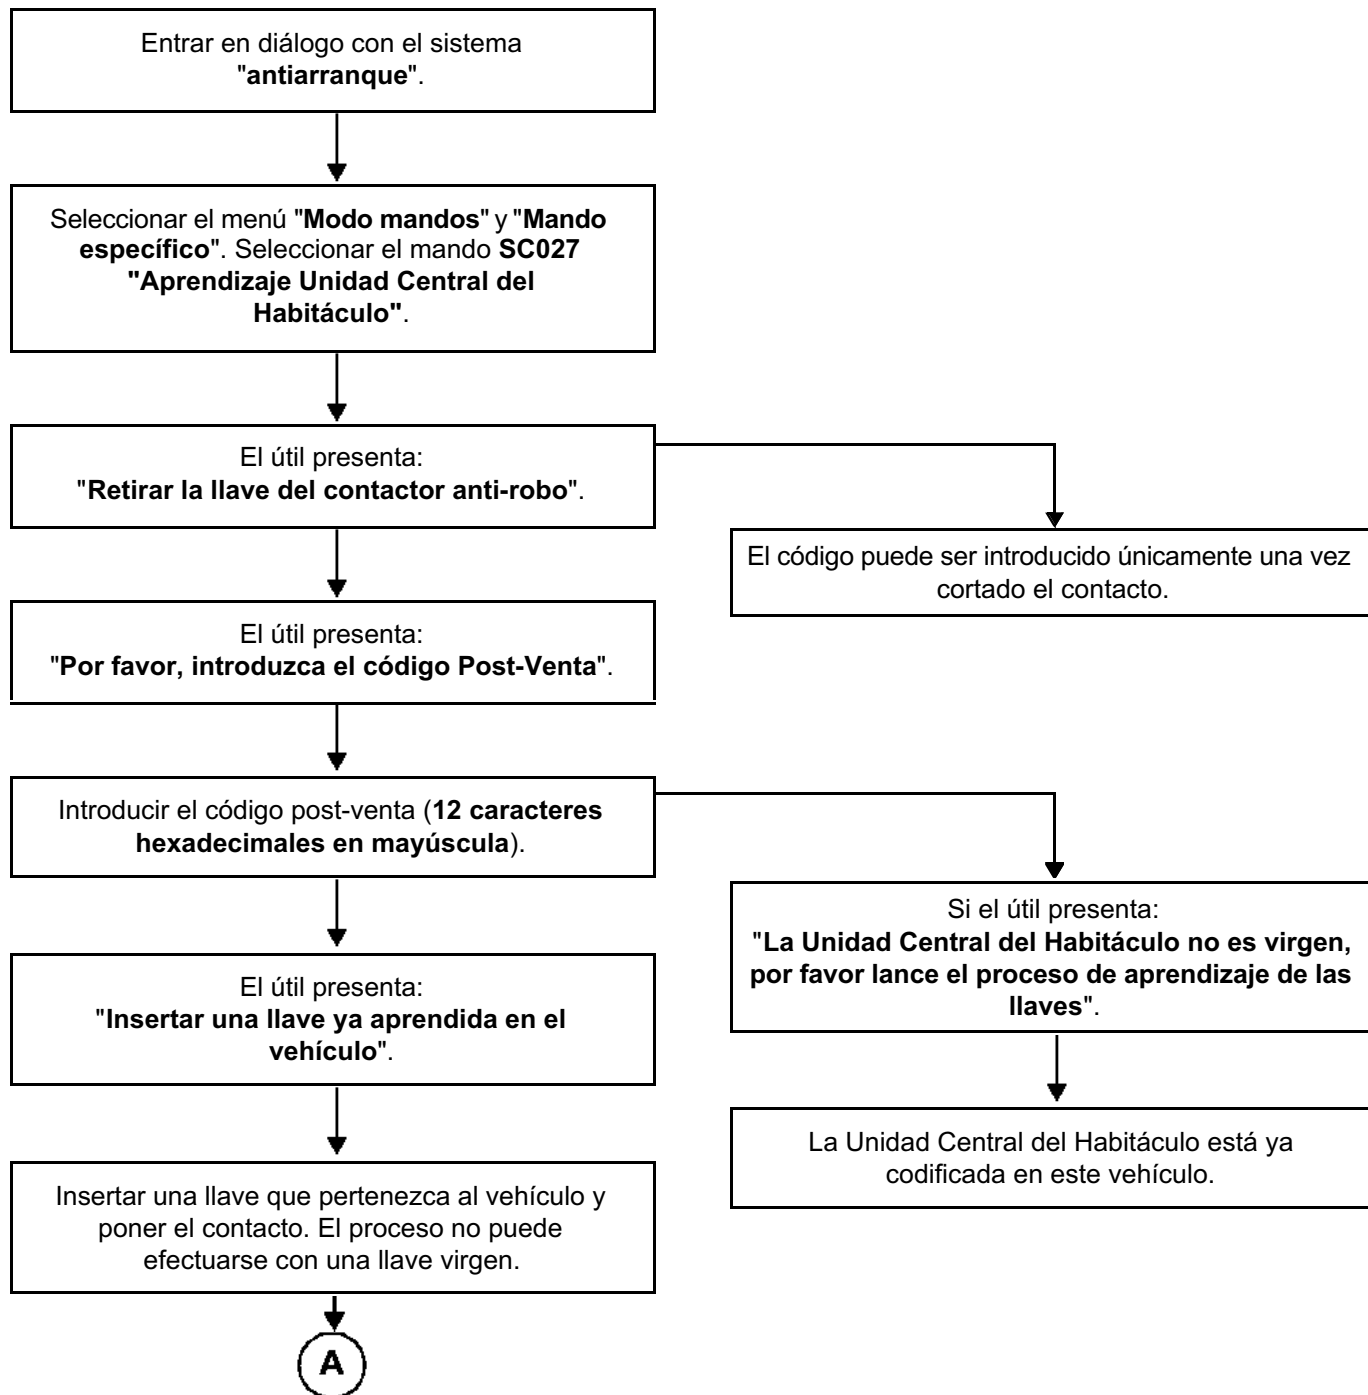 Entrar en diálogo con el sistema
"antiarranque".
Seleccionar el menú "Modo mandos" y "Mando
específico". Seleccionar el mando SC027
"Aprendizaje Unidad Central del
Habitáculo".
El útil presenta:
"Retirar la llave del contactor anti-robo".
El código puede ser introducido únicamente una vez
cortado el contacto.
El útil presenta:
"Por favor, introduzca el código Post-Venta".
Introducir el código post-venta (12 caracteres
hexadecimales en mayúscula).
Si el útil presenta:
"La Unidad Central del Habitáculo no es virgen,
por favor lance el proceso de aprendizaje de las
llaves".
El útil presenta:
"Insertar una llave ya aprendida en el
vehículo".
La Unidad Central del Habitáculo está ya
codificada en este vehículo.
Insertar una llave que pertenezca al vehículo y
poner el contacto. El proceso no puede
efectuarse con una llave virgen.
A